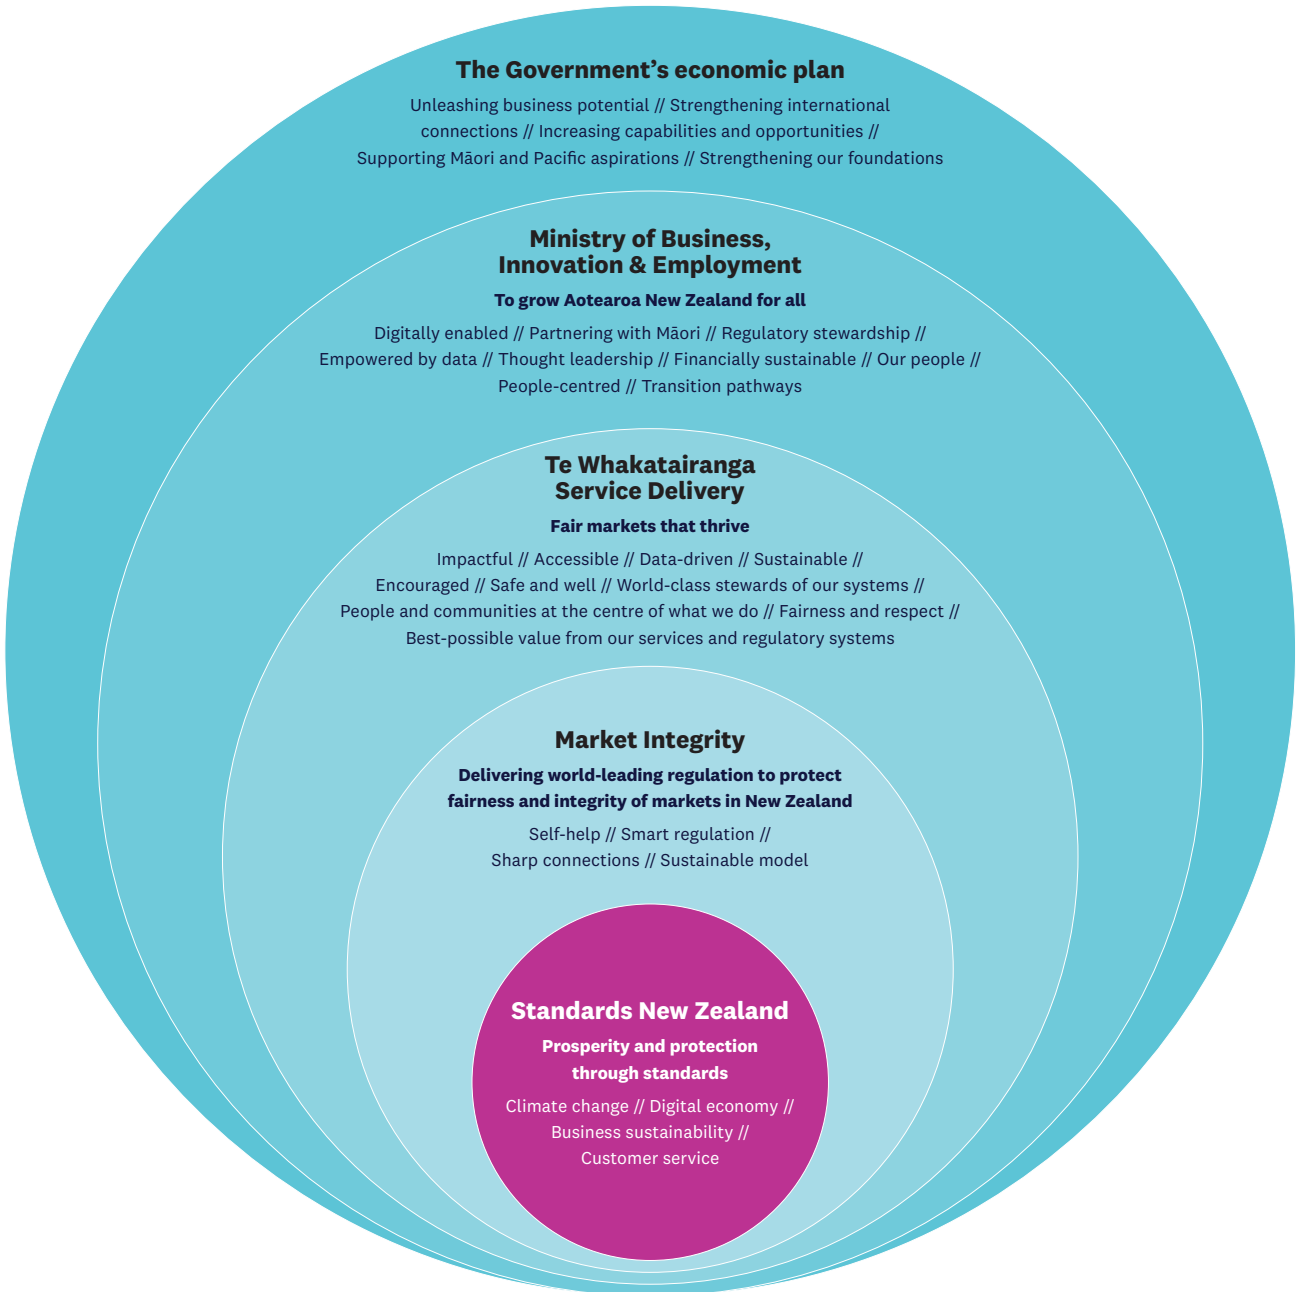 The Government’s economic plan
Unleashing business potential // Strengthening international
connections // Increasing capabilities and opportunities //
Supporting Māori and Pacific aspirations // Strengthening our foundations
Ministry of Business,
Innovation & Employment
To grow Aotearoa New Zealand for all
Digitally enabled // Partnering with Māori // Regulatory stewardship //
Empowered by data // Thought leadership // Financially sustainable // Our people //
People-centred // Transition pathways
Te Whakatairanga
Service Delivery
Fair markets that thrive
Impactful // Accessible // Data-driven // Sustainable //
Encouraged // Safe and well // World-class stewards of our systems //
People and communities at the centre of what we do // Fairness and respect //
Best-possible value from our services and regulatory systems
Market Integrity
Delivering world-leading regulation to protect
fairness and integrity of markets in New Zealand
Self-help // Smart regulation //
Sharp connections // Sustainable model
Standards New Zealand
Prosperity and protection
through standards
Climate change // Digital economy //
Business sustainability //
Customer service